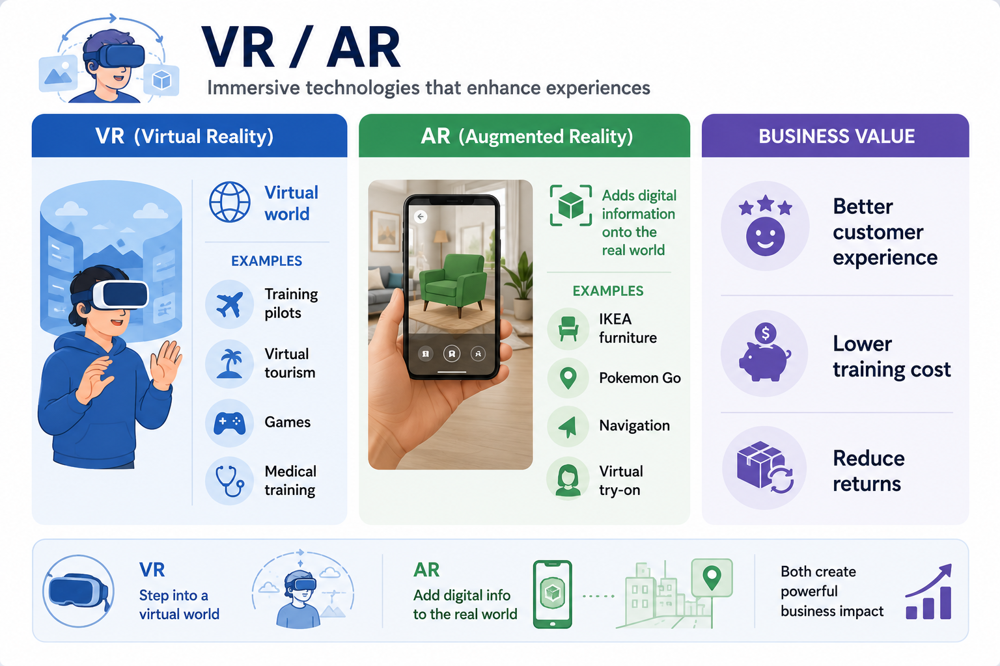 VR / AR
Immersive technologies that enhance experiences
VR (Virtual Reality)
Virtual
world
EXAMPLES
Training
pilots
Virtual
tourism
Games
Medical
training
AR (Augmented Reality)
Adds digital
information
onto the
real world
EXAMPLES
IKEA
furniture
Pokemon Go
Navigation
Virtual
try-on
BUSINESS VALUE
Better
customer
experience
$
Lower
training cost
Reduce
returns
VR
Step into a
virtual world
AR
Add digital info
to the real world
Both create
powerful
business impact